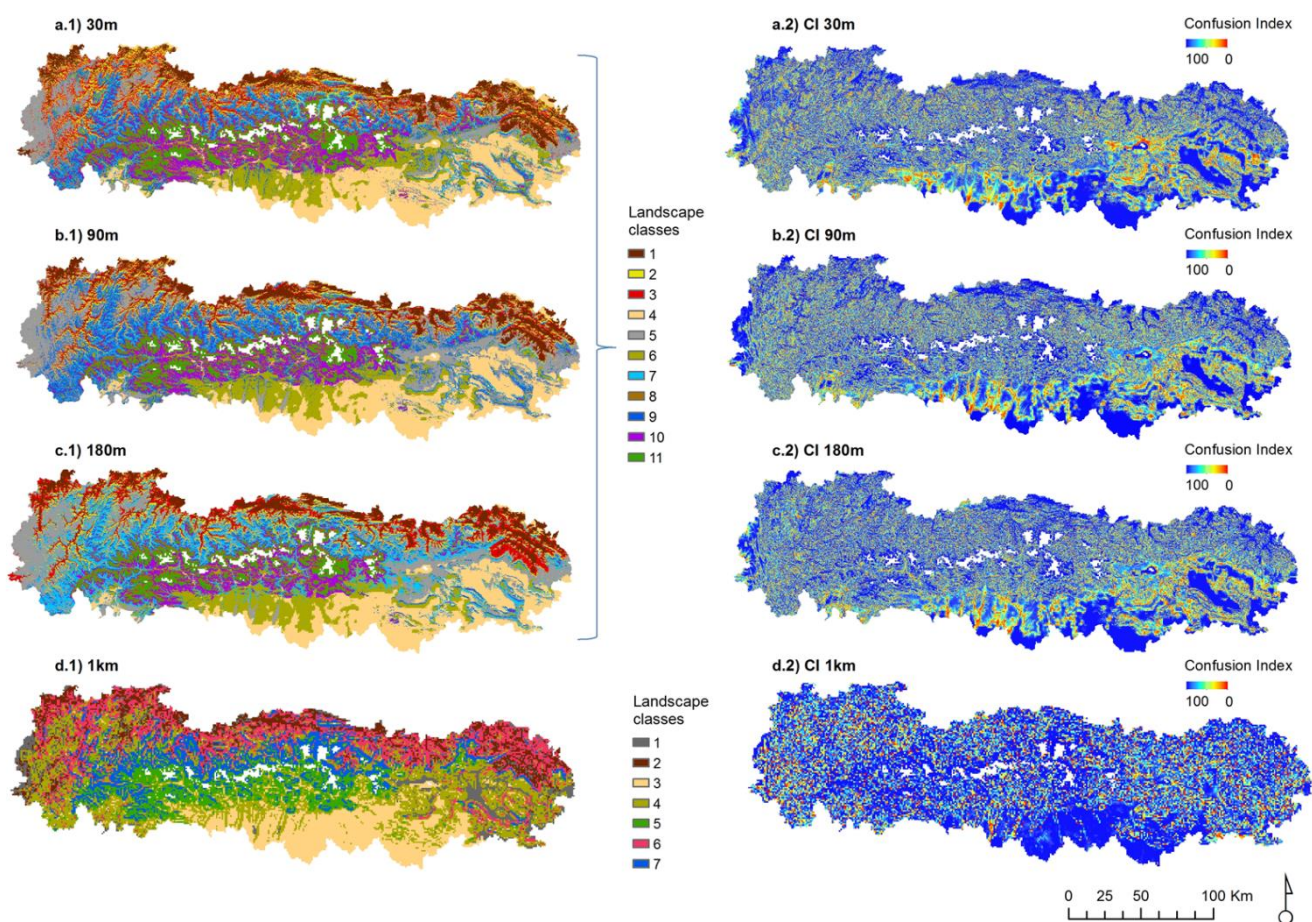 a.1) 30m
a.2) CI 30m
Confusion Index
100 0
b.1) 90m
b.2) CI 90m
Confusion Index
100 0
Landscape
classes
1
2
3
4
5
6
7
8
9
10
11
c.1) 180m
c.2) CI 180m
Confusion Index
100 0
d.1) 1km
d.2) CI 1km
Confusion Index
100 0
Landscape
classes
1
2
3
4
5
6
7
0 25 50 100 Km